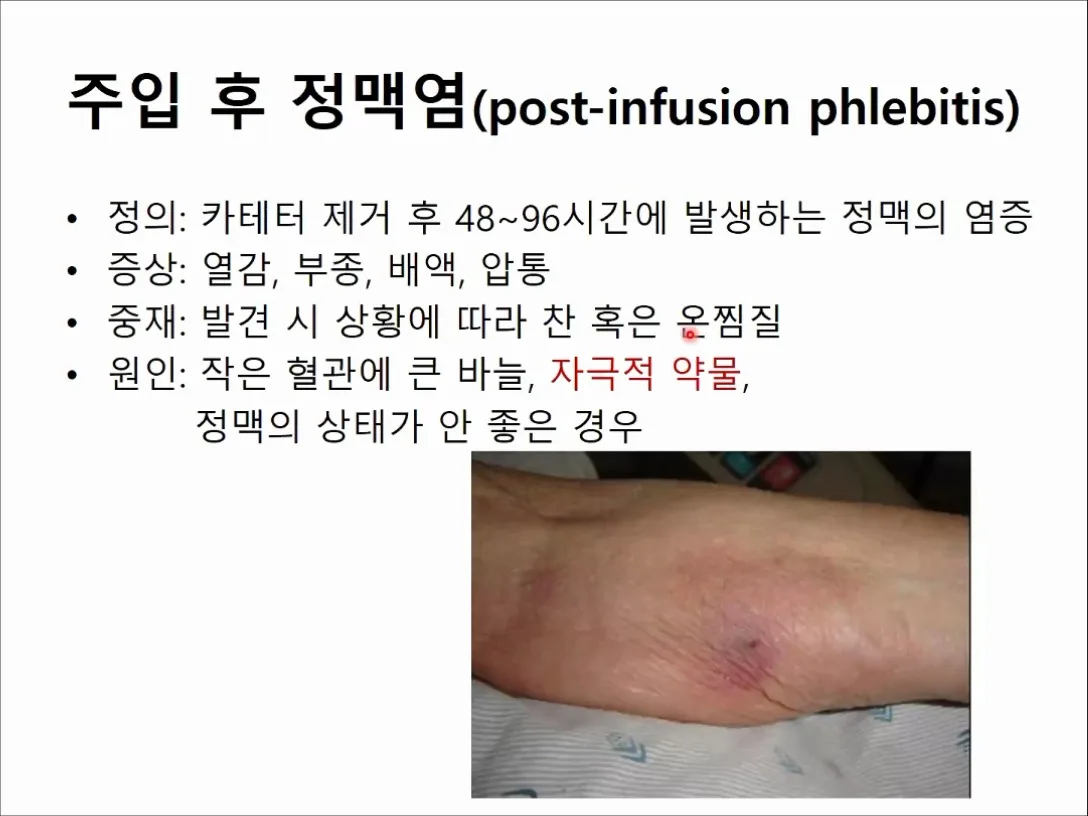 주입 후 정맥염(post-infusion phlebitis)
• 정의: 카테터 제거 후 48~96시간에 발생하는 정맥의 염증
• 증상: 열감, 부종, 배액, 압통
• 중재: 발견 시 상황에 따라 찬 혹은 온찜질
• 원인: 작은 혈관에 큰 바늘, 자극적 약물,
정맥의 상태가 안 좋은 경우